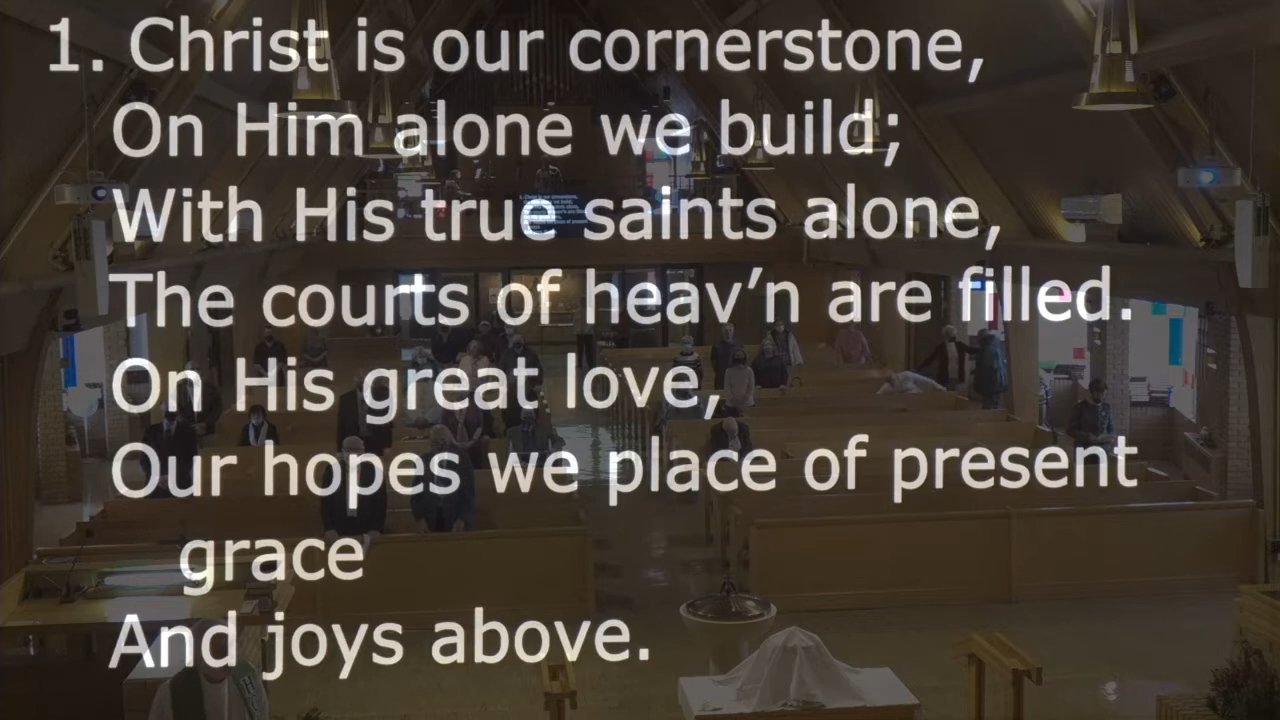 1. Christ is our cornerstone,
On Him alone we build;
With His true saints alone,
The courts of heav’n are filled.
On His great love,
Our hopes we place of present
grace
And joys above.